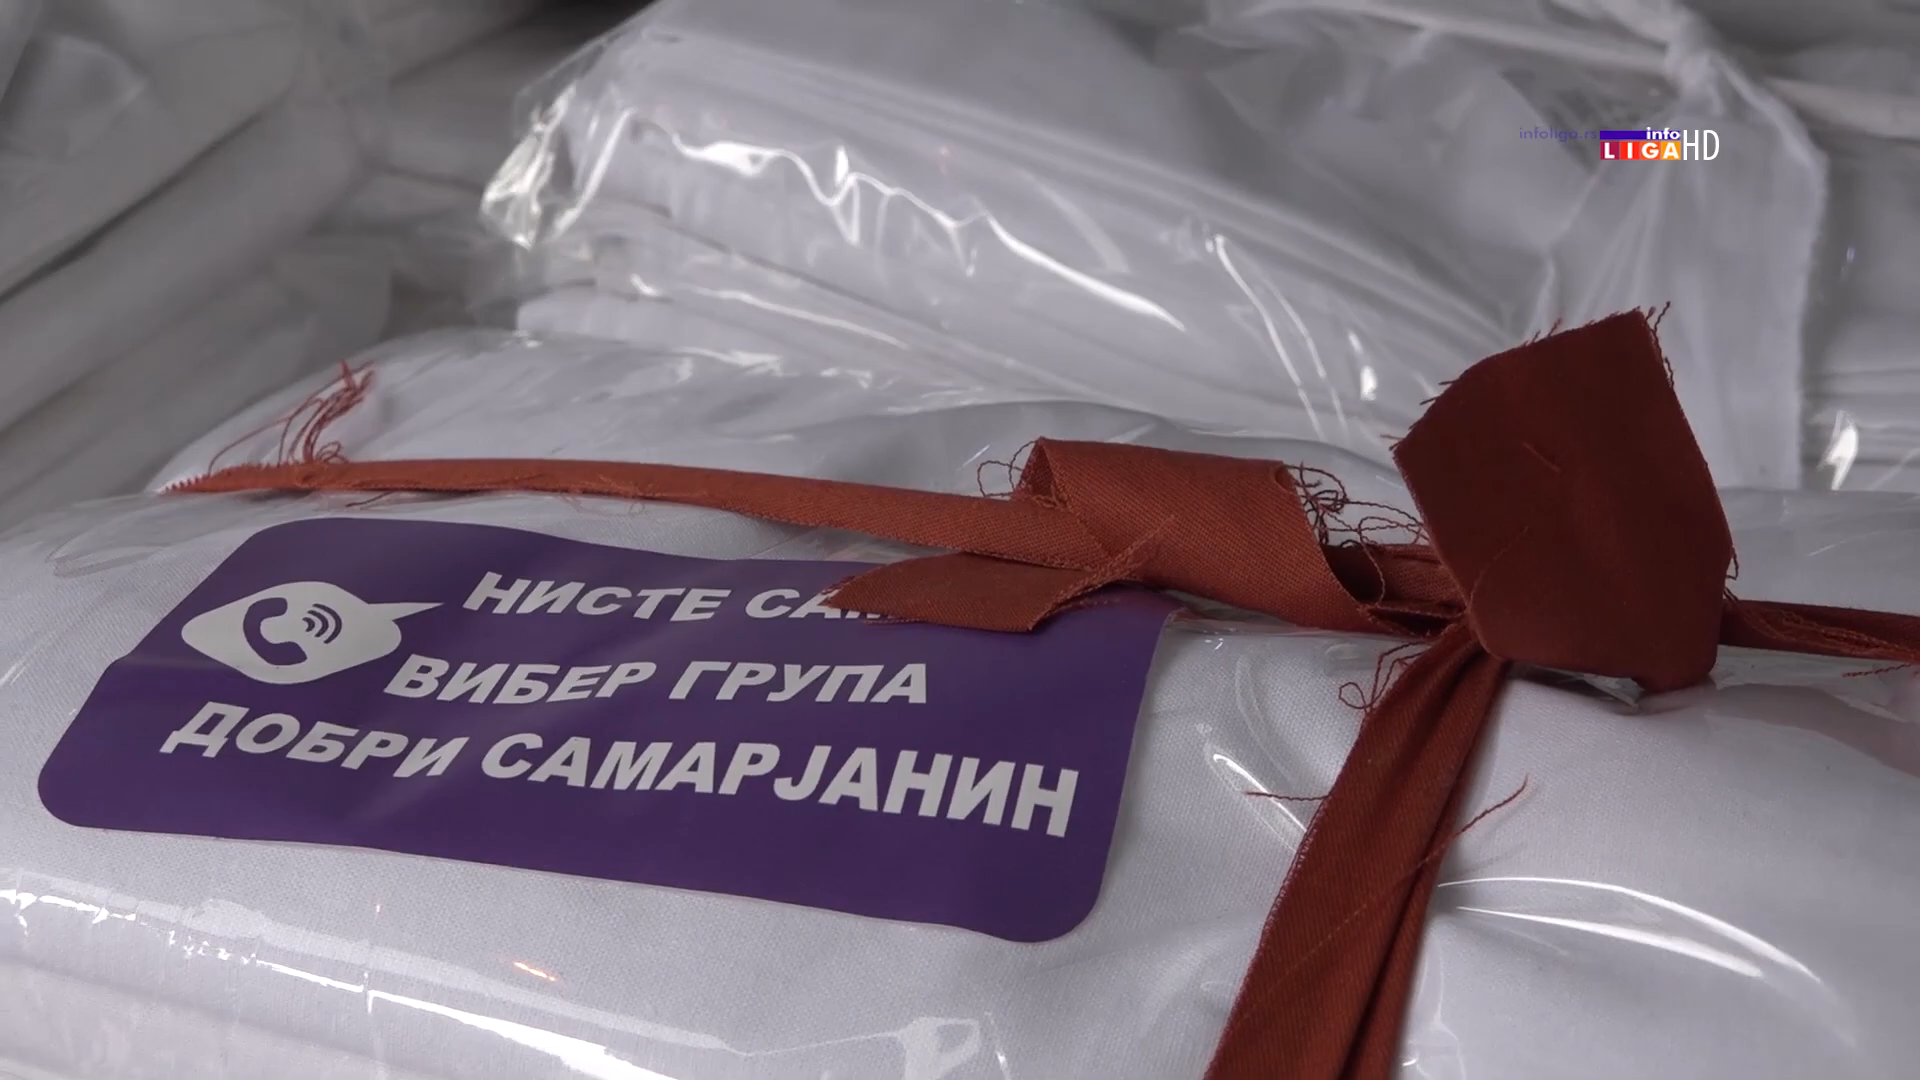 infoliga.rs info
LIGA HD
НИСТЕ
ВИБЕР ГРУПА
ДОБРИ САМАРЈАНИН